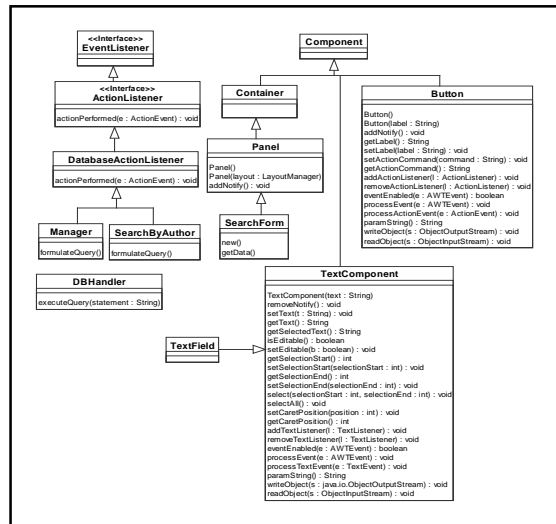 <<Interface>>
EventListener
<<Interface>>
ActionListener
actionPerformed(e : ActionEvent) : void
DatabaseActionListener
actionPerformed(e : ActionEvent) : void
Manager
formulateQuery()
SearchByAuthor
formulateQuery()
DBHandler
executeQuery(statement : String)
Component
Container
Panel
Panel()
Panel(layout : LayoutManager)
addNotify() : void
SearchForm
new()
getData()
Button
Button()
Button(label : String)
addNotify() : void
getLabel() : String
setLabel(label : String) : void
setActionCommand(command : String) : void
getActionCommand() : String
addActionListener(l : ActionListener) : void
removeActionListener(l : ActionListener) : void
eventEnabled(e : AWTEvent) : boolean
processEvent(e : AWTEvent) : void
processActionEvent(e : ActionEvent) : void
paramString() : String
writeObject(s : ObjectOutputStream) : void
readObject(s : ObjectInputStream) : void
TextField
TextComponent
TextComponent(text : String)
removeNotify() : void
setText(t : String) : void
getText() : String
getSelectedText() : String
isEditable() : boolean
setEditable(b : boolean) : void
getSelectionStart() : int
setSelectionStart(selectionStart : int) : void
getSelectionEnd() : int
setSelectionEnd(selectionEnd : int) : void
select(selectionStart : int, selectionEnd : int) : void
selectAll() : void
setCaretPosition(position : int) : void
getCaretPosition() : int
addTextListener(l : TextListener) : void
removeTextListener(l : TextListener) : void
eventEnabled(e : AWTEvent) : boolean
processEvent(e : AWTEvent) : void
processTextEvent(e : TextEvent) : void
paramString() : String
writeObject(s : java.io.ObjectOutputStream) : void
readObject(s : ObjectInputStream) : void